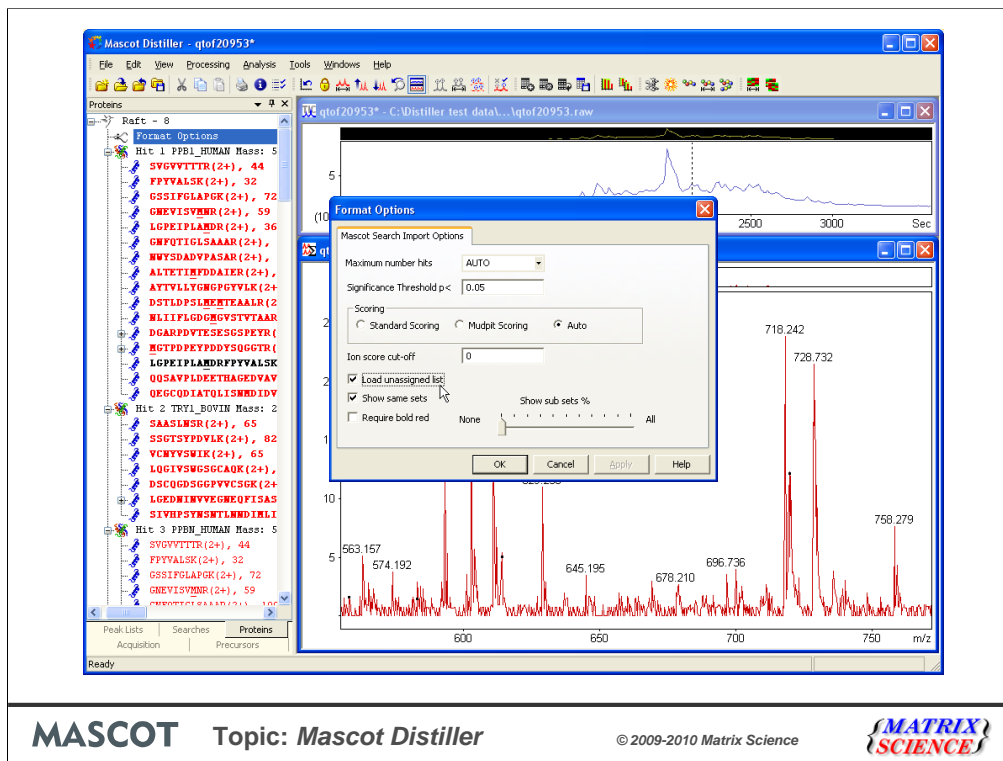 Mascot Distiller - qtof20953*
File Edit View Processing Analysis Tools Windows Help
Proteins
Raft - 8
Format Options
Hit 1 PPB1_HUMAN Mass: 5
SVGVVTTTR(2+), 44
FPYVALSK(2+), 32
GSSIFGLAPGK(2+), 72
GNEVISVMNR(2+), 59
LGPEIPLAMDR(2+), 36
GNFQTIGLSAAAR(2+),
NWYSDADVPASAR(2+),
ALTETIMFDDAIER(2+),
AYTVLLYGNGPGYVLK(2+
DSTLDPSLMEMTEAALR(2
NLIIFLGDGMGVSTVTAAR
DGARPDVTESESGSPEYR(
MGTPDPEYPDDYSQGGTR(
LGPEIPLAMDRFPYVALSK
QQSAVPLDEETHAGEDVAV
QEGCQDIATQLISNMDIDV
Hit 2 TRY1_BOVIN Mass: 2
SAASLNSR(2+), 65
SSGTSYPDVLK(2+), 82
VCNYVSWIK(2+), 65
LQGIVSWGSGCAQK(2+),
DSCQGDSGGPVVCSGK(2+
LGEDNINVVEGNEQFISAS
SIVHPSYNSNTLNNDIMLI
Hit 3 PPBN_HUMAN Mass: 5
SVGVVTTTR(2+), 44
FPYVALSK(2+), 32
GSSIFGLAPGK(2+), 72
GNEVISVMNR(2+), 59
Peak Lists Searches Proteins
Acquisition Precursors
Ready
qtof20953* - C:\Distiller test data\...\qtof20953.raw
5
(10
2500 3000 Sec
qt
Format Options
Mascot Search Import Options
Maximum number hits AUTO
Significance Threshold p< 0.05
Scoring
Standard Scoring Mudpit Scoring Auto
Ion score cut-off 0
Load unassigned list
Show same sets
Show sub sets %
Require bold red None All
OK Cancel Apply Help
2
2
1
10
5
718.242
728.732
758.279
563.157
574.192
645.195
678.210
696.736
600 650 700 750 m/z
MASCOT Topic: Mascot Distiller © 2009-2010 Matrix Science {MATRIX}
{SCIENCE}